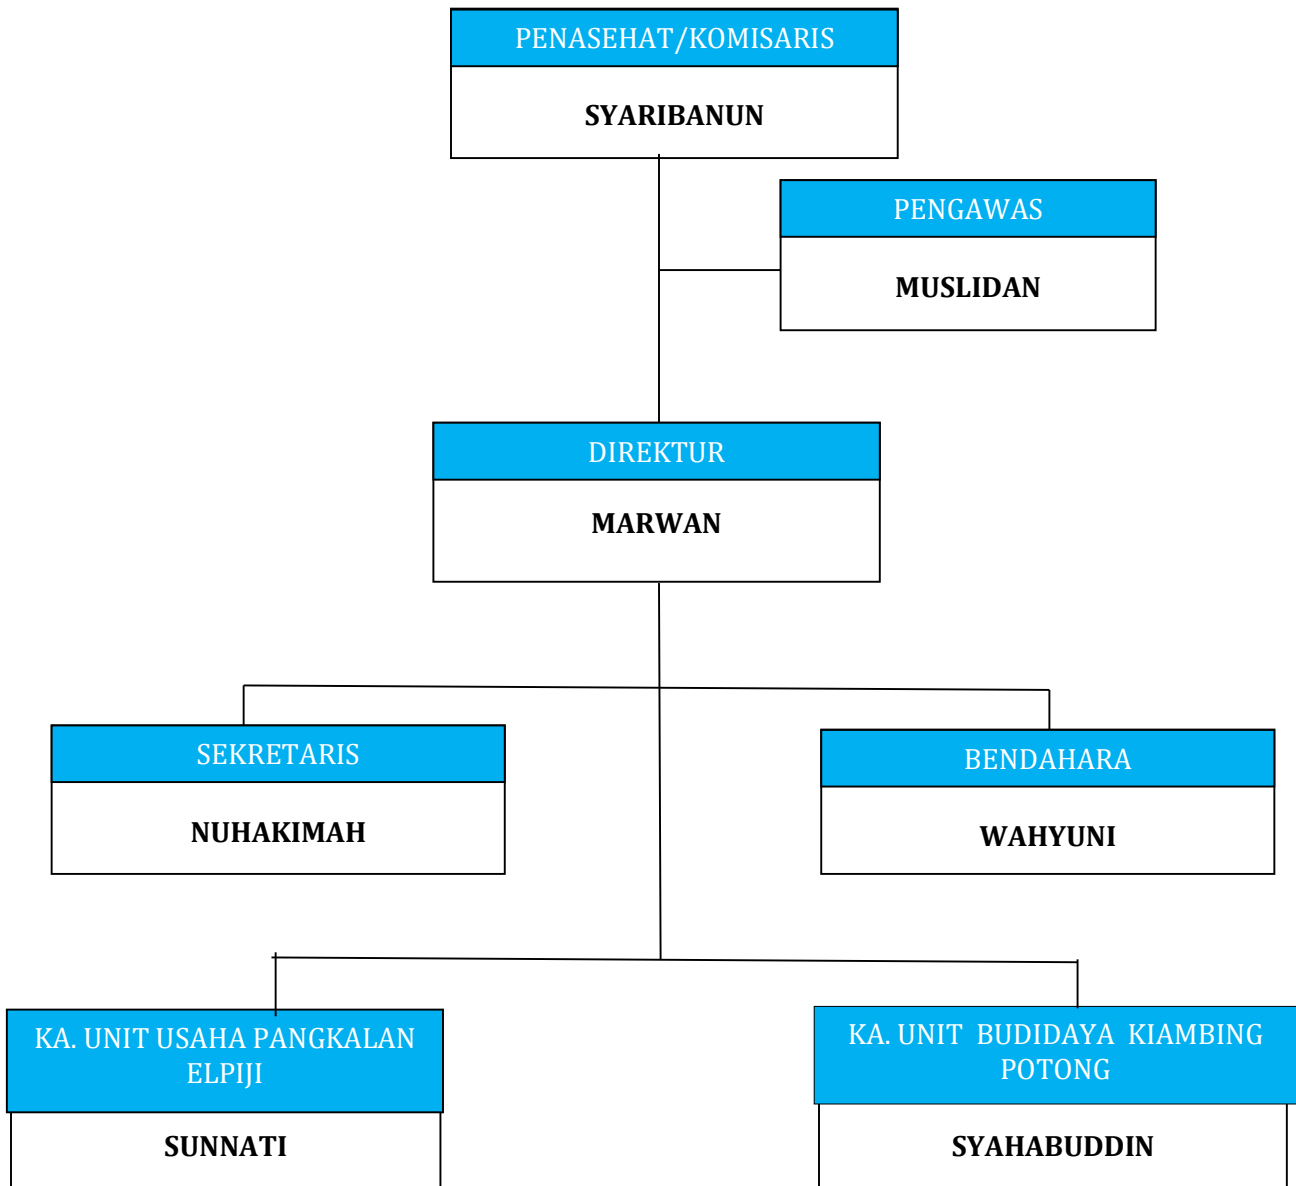 PENASEHAT/KOMISARIS
SYARIBANUN
PENGAWAS
MUSLIDAN
DIREKTUR
MARWAN
SEKRETARIS
NUHAKIMAH
BENDAHARA
WAHYUNI
KA. UNIT USAHA PANGKALAN
ELPIJI
SUNNATI
KA. UNIT BUDIDAYA KIAMBING
POTONG
SYAHABUDDIN